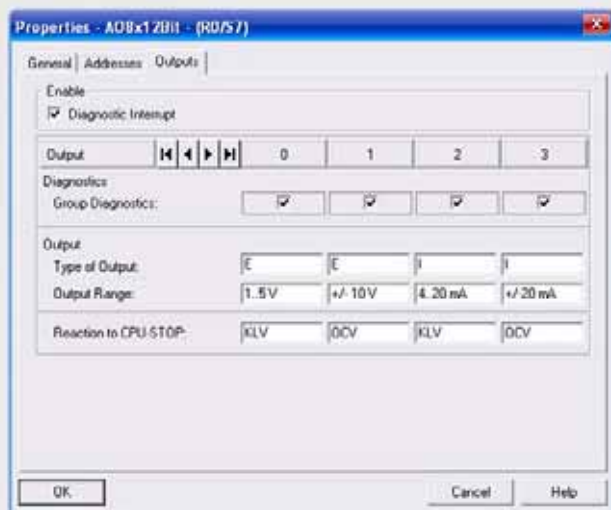 Properties - AO8x12Bit - (R0/S7)
General Addresses Outputs
Enable
Diagnostic Interrupt
Output 0 1 2 3
Diagnostics
Group Diagnostics:
Output
Type of Output: E E I I
Output Range: 1..5 V +/- 10 V 4..20 mA +/- 20 mA
Reaction to CPU-STOP: KLV OCV KLV OCV
OK Cancel Help